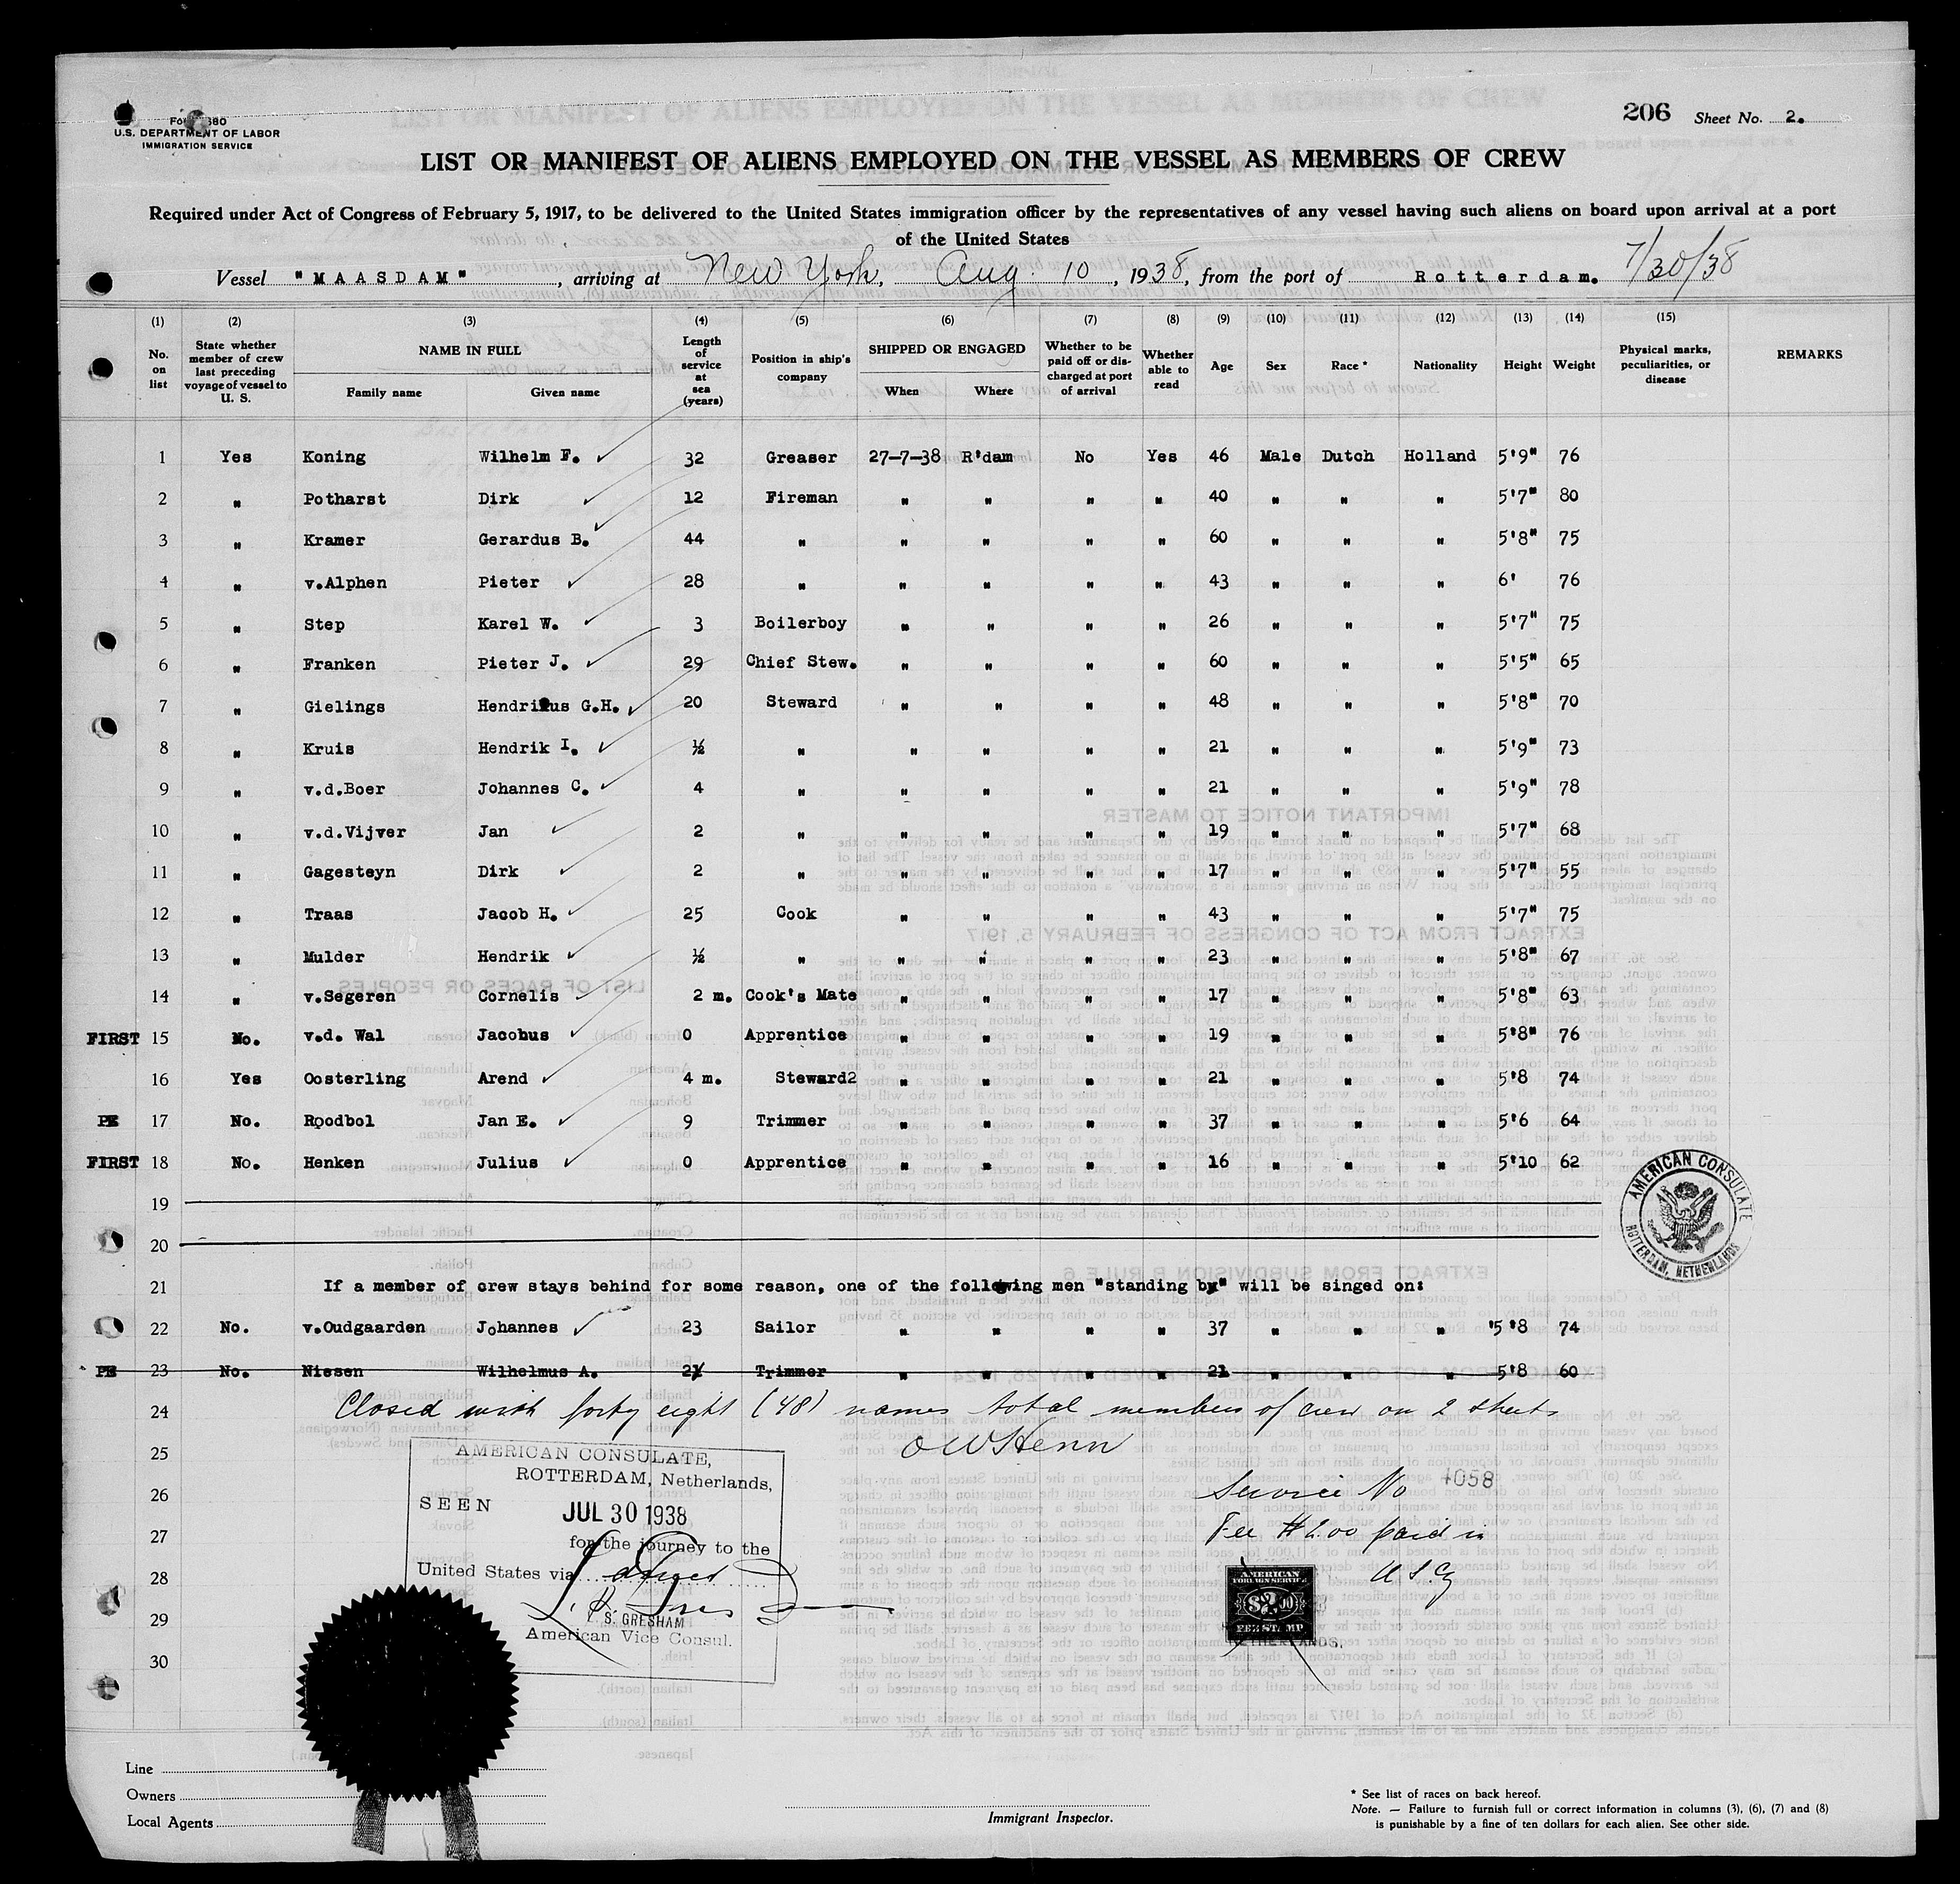 206 Sheet No. 2.
U.S. DEPARTMENT OF LABOR
IMMIGRATION SERVICE
LIST OR MANIFEST OF ALIENS EMPLOYED ON THE VESSEL AS MEMBERS OF CREW
Required under Act of Congress of February 5, 1917, to be delivered to the United States immigration officer by the representatives of any vessel having such aliens on board upon arrival at a port
of the United States
Vessel "MAASDAM", arriving at New York, Aug. 10, 1938, from the port of Rotterdam. 7/30/38
(1) (2) (3) (4) (5) (6) (7) (8) (9) (10) (11) (12) (13) (14) (15)
No. on list State whether member of crew last preceding voyage of vessel to U. S. NAME IN FULL Family name Given name Length of service at sea (years) Position in ship's company SHIPPED OR ENGAGED When Where Whether to be paid off or discharged at port of arrival Whether able to read Age Sex Race * Nationality Height Weight Physical marks, peculiarities, or disease REMARKS
1 Yes Koning Wilhelm F. 32 Greaser 27-7-38 R'dam No Yes 46 Male Dutch Holland 5'9" 76
2 " Potharst Dirk 12 Fireman " " " " 40 " " " 5'7" 80
3 " Kramer Gerardus B. 44 " " " " " 60 " " " 5'8" 75
4 " v.Alphen Pieter 28 " " " " " 43 " " " 6' 76
5 " Step Karel W. 3 Boilerboy " " " " 26 " " " 5'7" 75
6 " Franken Pieter J. 29 Chief Stew. " " " " 60 " " " 5'5" 65
7 " Gielings G.H. 20 Steward " " " " 48 " " " 5'8" 70
8 " Kruis Hendrik I. ½ " " " " " 21 " " " 5'9" 73
9 " v.d.Boer Johannes C. 4 " " " " " 21 " " " 5'9" 78
10 " v.d.Vijver Jan 2 " " " " " 19 " " " 5'7" 68
11 " Gagesteyn Dirk 2 " " " " " 17 " " " 5'7" 55
12 " Traas Jacob H. 25 Cook " " " " 43 " " " 5'7" 75
13 " Mulder Hendrik ½ " " " " " 23 " " " 5'8" 67
14 " v.Segeren Cornelis 2 m. Cook's Mate " " " " 17 " " " 5'8" 63
FIRST 15 No. v.d. Wal Jacobus 0 Apprentice " " " " 19 " " " 5'8" 76
16 Yes Oosterling Arend 4 m. Steward2 " " " " 21 " " " 5'8 74
PE 17 No. Roodbol Jan E. 9 Trimmer " " " " 37 " " " 5'6 64
FIRST 18 No. Henken Julius 0 Apprentice " " " " 16 " " " 5'10 62
19
20
21 If a member of crew stays behind for some reason, one of the following men "standing by" will be singed on:
22 No. v.Oudgaarden Johannes 23 Sailor " " " " 37 " " " '5'8 74
PE 23 No. Niesen Wilhelmus A. Trimmer " " " " 21 " " " 5'8 60
24 Closed with forty eight (48) names total members of crew on 2 sheets
25 OWHenn
26 Service No 4058
27 Fee paid in
28 U S. Cy
29
30
AMERICAN CONSULATE
ROTTERDAM, NETHERLANDS
AMERICAN CONSULATE,
ROTTERDAM, Netherlands,
SEEN
JUL 30 1938
for the journey to the
United States via direct
S. GRESHAM
American Vice Consul.
AMERICAN
FOREIGN SERVICE
$2.00
FEE STAMP
NETHERLANDS.
Line
Owners
Local Agents
Immigrant Inspector.
* See list of races on back hereof.
Note. — Failure to furnish full or correct information in columns (3), (6), (7) and (8)
is punishable by a fine of ten dollars for each alien. See other side.